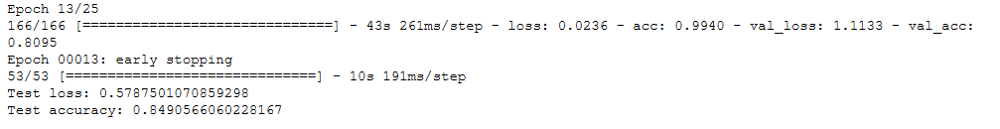 Epoch 13/25
166/166 [==============================] - 43s 261ms/step - loss: 0.0236 - acc: 0.9940 - val_loss: 1.1133 - val_acc:
0.8095
Epoch 00013: early stopping
53/53 [==============================] - 10s 191ms/step
Test loss: 0.5787501070859298
Test accuracy: 0.8490566060228167